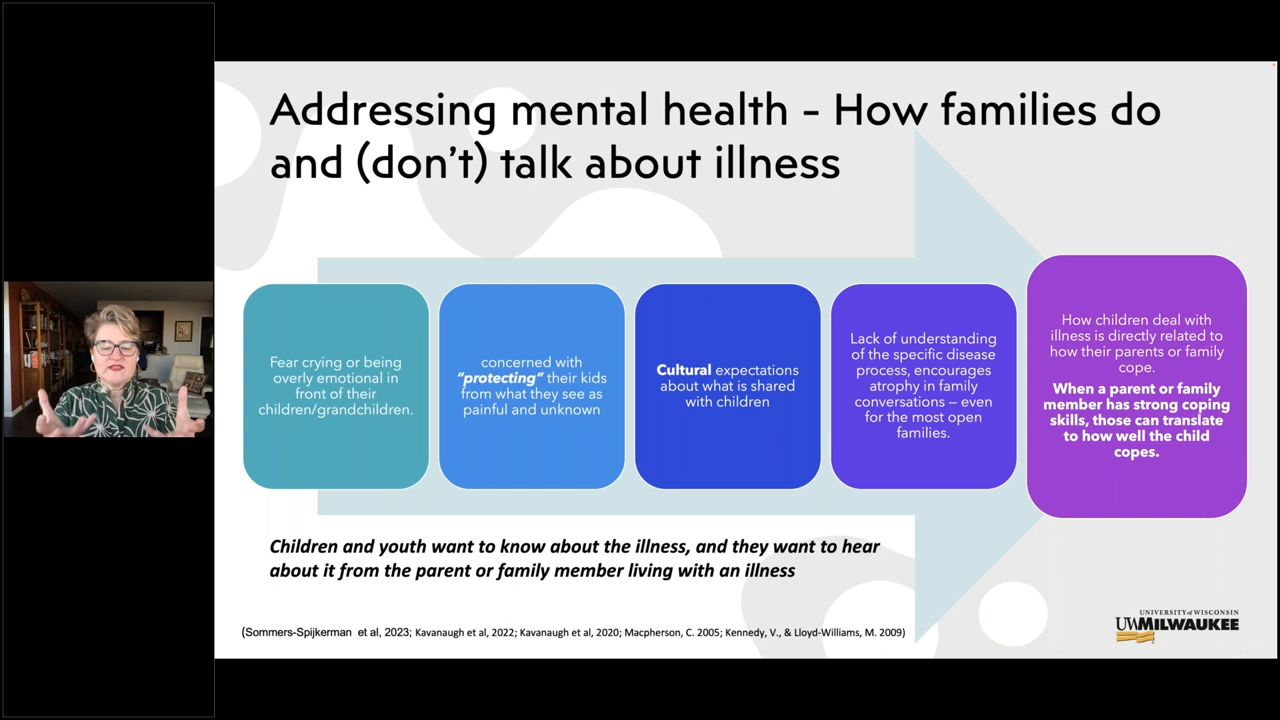 Addressing mental health - How families do
and (don't) talk about illness
Fear crying or being
overly emotional in
front of their
children/grandchildren.
concerned with
"protecting" their kids
from what they see as
painful and unknown
Cultural expectations
about what is shared
with children
Lack of understanding
of the specific disease
process, encourages
atrophy in family
conversations – even
for the most open
families.
How children deal with
illness is directly related to
how their parents or family
cope.
When a parent or family
member has strong coping
skills, those can translate
to how well the child
copes.
Children and youth want to know about the illness, and they want to hear
about it from the parent or family member living with an illness
(Sommers-Spijkerman et al, 2023; Kavanaugh et al, 2022; Kavanaugh et al, 2020; Macpherson, C. 2005; Kennedy, V., & Lloyd-Williams, M. 2009)
UNIVERSITY of WISCONSIN
UWMILWAUKEE